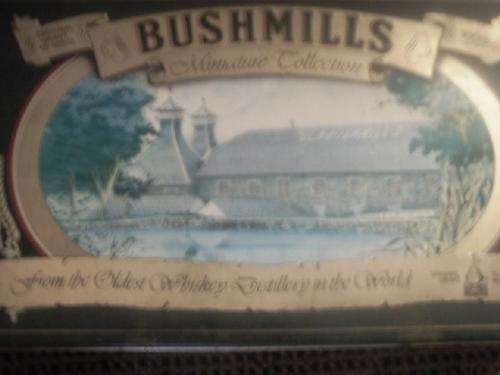 BUSHMILLS
Miniature Collection
From the Oldest Whiskey Distillery in the World